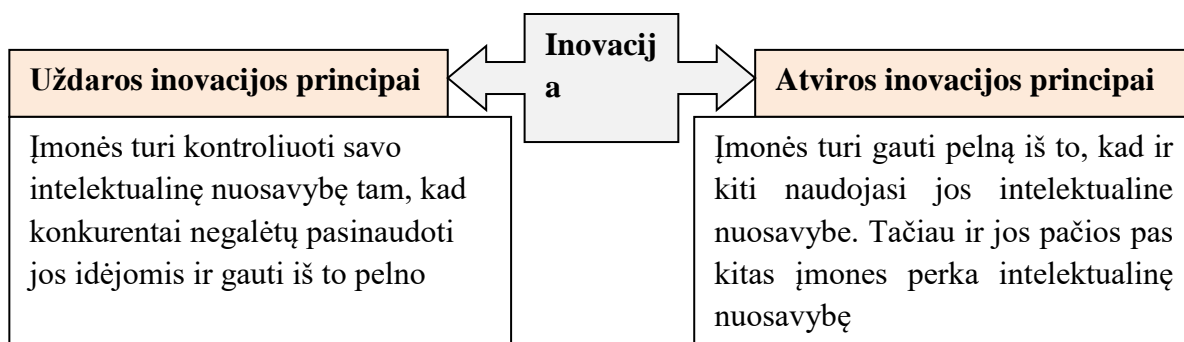 Inovacij
a
Uždaros inovacijos principai
Atviros inovacijos principai
Įmonės turi kontroliuoti savo
intelektualinę nuosavybę tam, kad
konkurentai negalėtų pasinaudoti
jos idėjomis ir gauti iš to pelno
Įmonės turi gauti pelną iš to, kad ir
kiti naudojasi jos intelektualine
nuosavybe. Tačiau ir jos pačios pas
kitas įmones perka intelektualinę
nuosavybę